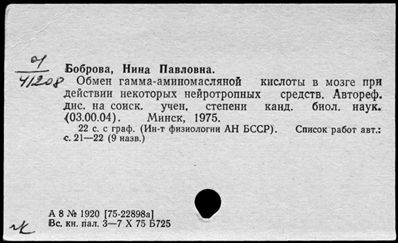 Боброва, Нина Павловна.
41208
Обмен гамма-аминомасляной кислоты в мозге при
действии некоторых нейротропных средств. Автореф.
дис. на соиск. учен. степени канд. биол. наук.
(03.00.04). Минск, 1975.
22 с. с граф. (Ин-т физиологии АН БССР). Список работ авт.:
с. 21—22 (9 назв.)
А 8 № 1920 [75-22898а]
Вс. кн. пал. 3—7 X 75 Б725